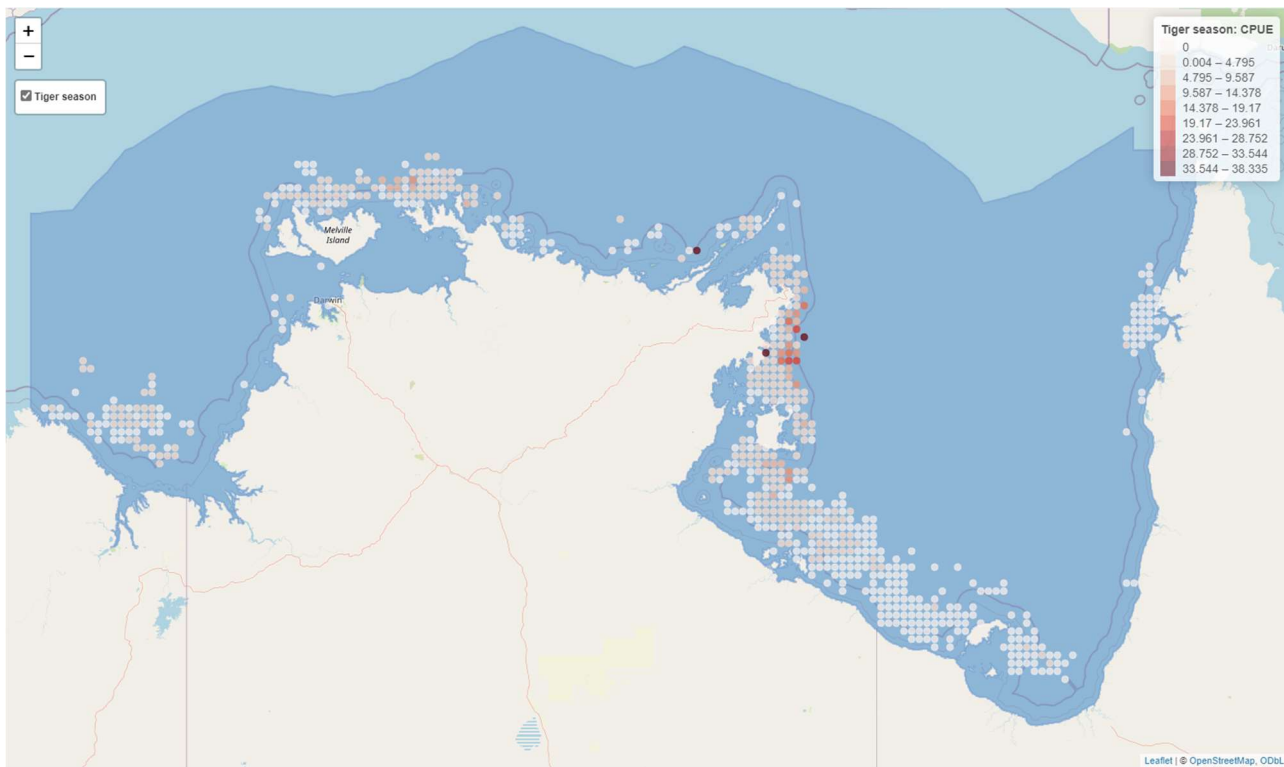 +
−
Tiger season
Tiger season: CPUE
0
0.004 – 4.795
4.795 – 9.587
9.587 – 14.378
14.378 – 19.17
19.17 – 23.961
23.961 – 28.752
28.752 – 33.544
33.544 – 38.335
Melville
Island
Darwin
Leaflet | © OpenStreetMap, ODbL